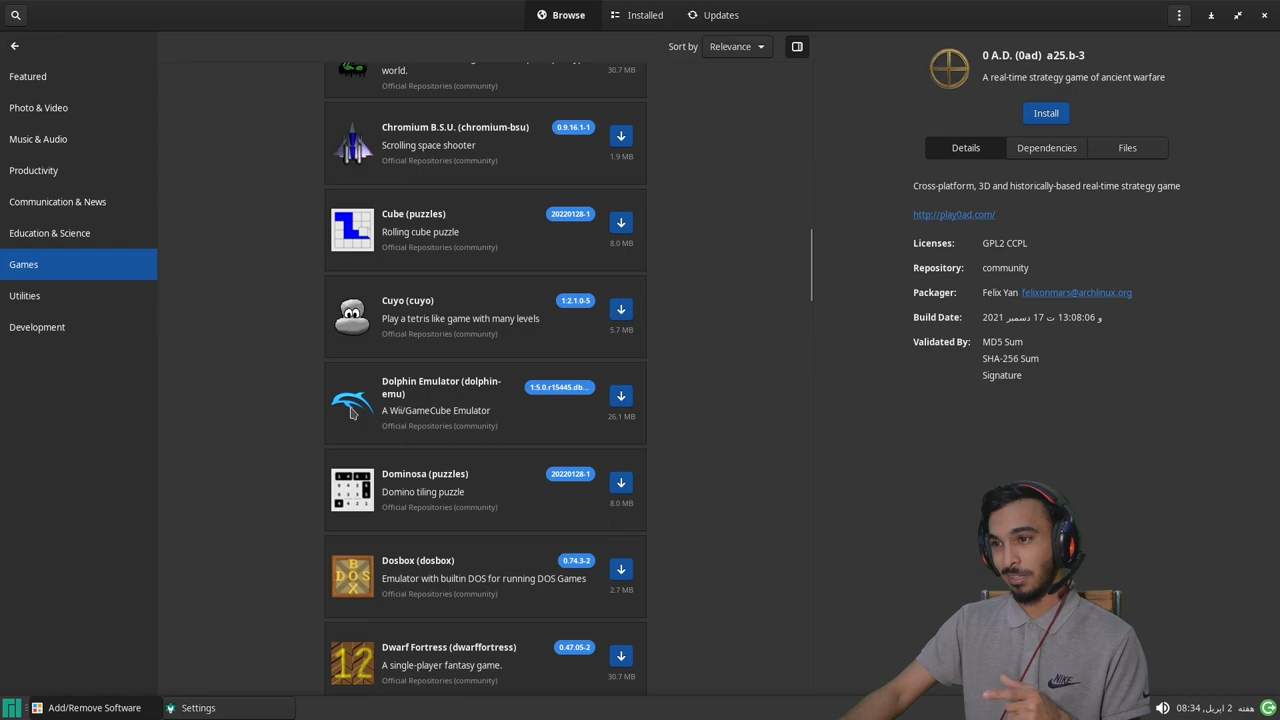 Browse
Installed
Updates
Sort by
Relevance
Featured
Photo & Video
Music & Audio
Productivity
Communication & News
Education & Science
Games
Utilities
Development
world.
Official Repositories (community)
30.7 MB
Chromium B.S.U. (chromium-bsu)
0.9.16.1-1
Scrolling space shooter
Official Repositories (community)
1.9 MB
Cube (puzzles)
20220128-1
Rolling cube puzzle
Official Repositories (community)
8.0 MB
Cuyo (cuyo)
1:2.1.0-5
Play a tetris like game with many levels
Official Repositories (community)
5.7 MB
Dolphin Emulator (dolphin-
emu)
1:5.0.r15445.db...
A Wii/GameCube Emulator
Official Repositories (community)
26.1 MB
Dominosa (puzzles)
20220128-1
Domino tiling puzzle
Official Repositories (community)
8.0 MB
Dosbox (dosbox)
0.74.3-2
Emulator with builtin DOS for running DOS Games
Official Repositories (community)
2.7 MB
Dwarf Fortress (dwarffortress)
0.47.05-2
A single-player fantasy game.
Official Repositories (community)
30.7 MB
0 A.D. (0ad) a25.b-3
A real-time strategy game of ancient warfare
Install
Details
Dependencies
Files
Cross-platform, 3D and historically-based real-time strategy game
http://play0ad.com/
Licenses: GPL2 CCPL
Repository: community
Packager: Felix Yan felixonmars@archlinux.org
Build Date: و 13:08:06 ت 17 دسمبر 2021
Validated By: MD5 Sum
SHA-256 Sum
Signature
NIKE
Add/Remove Software
Settings
هفته 2 اپریل, 08:34